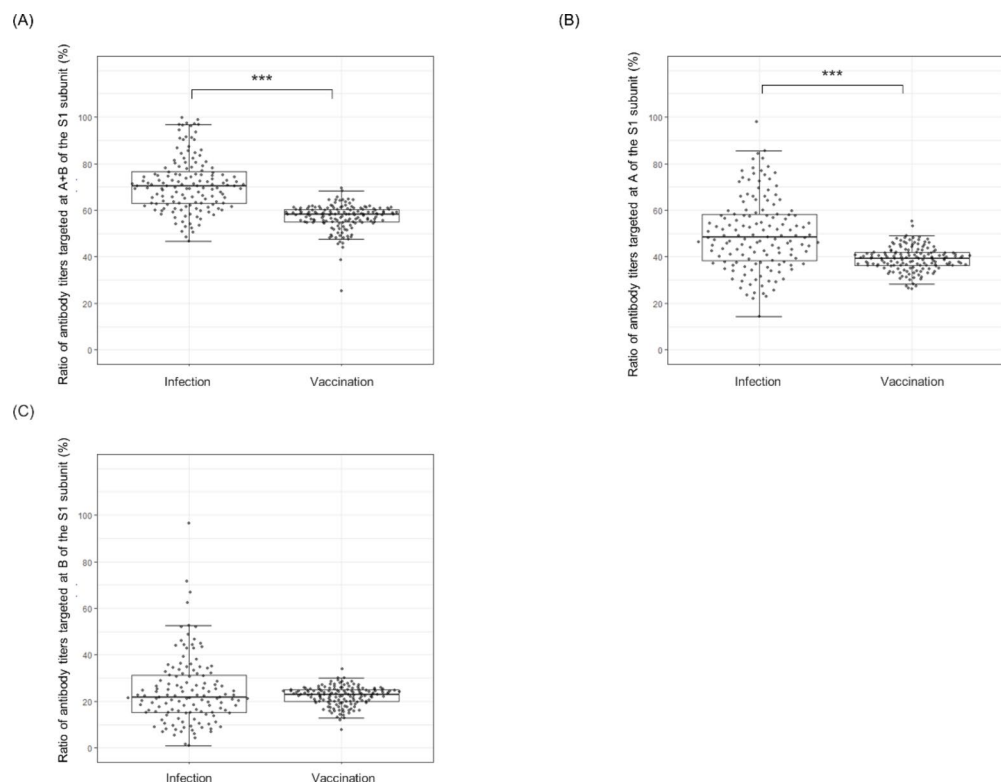 (A)
Ratio of antibody titers targeted at A+B of the S1 subunit (%)
***
100
80
60
40
20
0
Infection
Vaccination
(B)
Ratio of antibody titers targeted at A of the S1 subunit (%)
***
100
80
60
40
20
0
Infection
Vaccination
(C)
Ratio of antibody titers targeted at B of the S1 subunit (%)
100
80
60
40
20
0
Infection
Vaccination